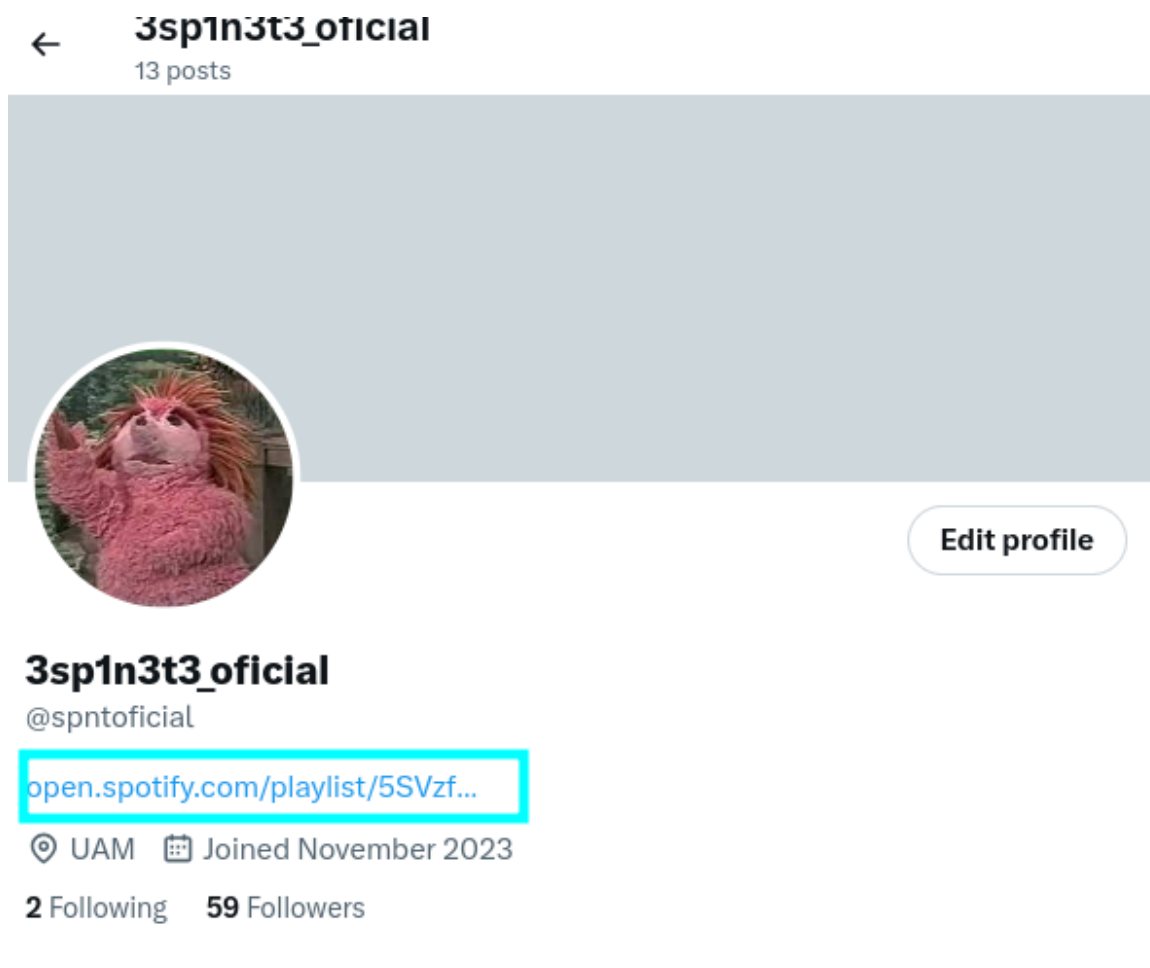 3sp1n3t3_oficial
13 posts
Edit profile
3sp1n3t3_oficial
@spntoficial
open.spotify.com/playlist/5SVzf...
UAM Joined November 2023
2 Following 59 Followers